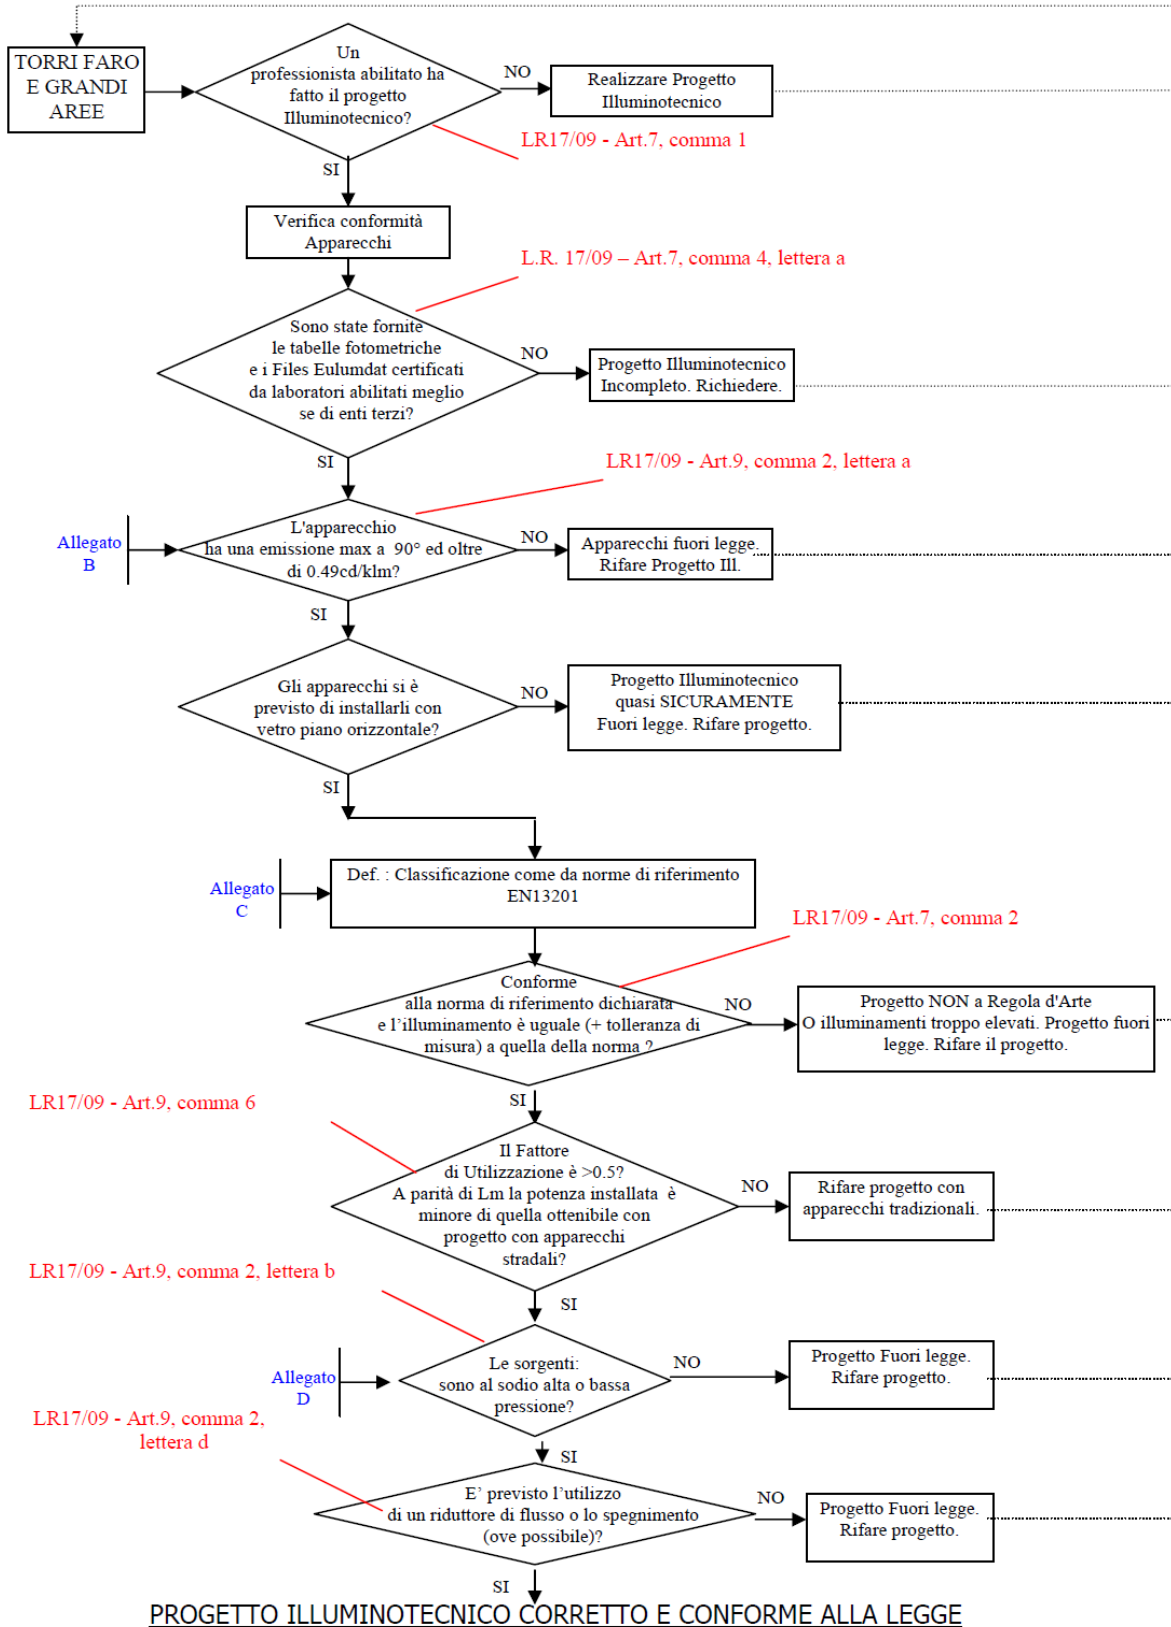 TORRI FARO
E GRANDI
AREE
Un
professionista abilitato ha
fatto il progetto
Illuminotecnico?
NO
Realizzare Progetto
Illuminotecnico
LR17/09 - Art.7, comma 1
SI
Verifica conformità
Apparecchi
L.R. 17/09 – Art.7, comma 4, lettera a
Sono state fornite
le tabelle fotometriche
e i Files Eulumdat certificati
da laboratori abilitati meglio
se di enti terzi?
NO
Progetto Illuminotecnico
Incompleto. Richiedere.
SI
LR17/09 - Art.9, comma 2, lettera a
Allegato
B
L'apparecchio
ha una emissione max a 90° ed oltre
di 0.49cd/klm?
NO
Apparecchi fuori legge.
Rifare Progetto Ill.
SI
Gli apparecchi si è
previsto di installarli con
vetro piano orizzontale?
NO
Progetto Illuminotecnico
quasi SICURAMENTE
Fuori legge. Rifare progetto.
SI
Allegato
C
Def. : Classificazione come da norme di riferimento
EN13201
LR17/09 - Art.7, comma 2
Conforme
alla norma di riferimento dichiarata
e l’illuminamento è uguale (+ tolleranza di
misura) a quella della norma ?
NO
Progetto NON a Regola d'Arte
O illuminamenti troppo elevati. Progetto fuori
legge. Rifare il progetto.
SI
LR17/09 - Art.9, comma 6
Il Fattore
di Utilizzazione è >0.5?
A parità di Lm la potenza installata è
minore di quella ottenibile con
progetto con apparecchi
stradali?
NO
Rifare progetto con
apparecchi tradizionali.
SI
LR17/09 - Art.9, comma 2, lettera b
Allegato
D
Le sorgenti:
sono al sodio alta o bassa
pressione?
NO
Progetto Fuori legge.
Rifare progetto.
SI
LR17/09 - Art.9, comma 2,
lettera d
E’ previsto l’utilizzo
di un riduttore di flusso o lo spegnimento
(ove possibile)?
NO
Progetto Fuori legge.
Rifare progetto.
SI
PROGETTO ILLUMINOTECNICO CORRETTO E CONFORME ALLA LEGGE